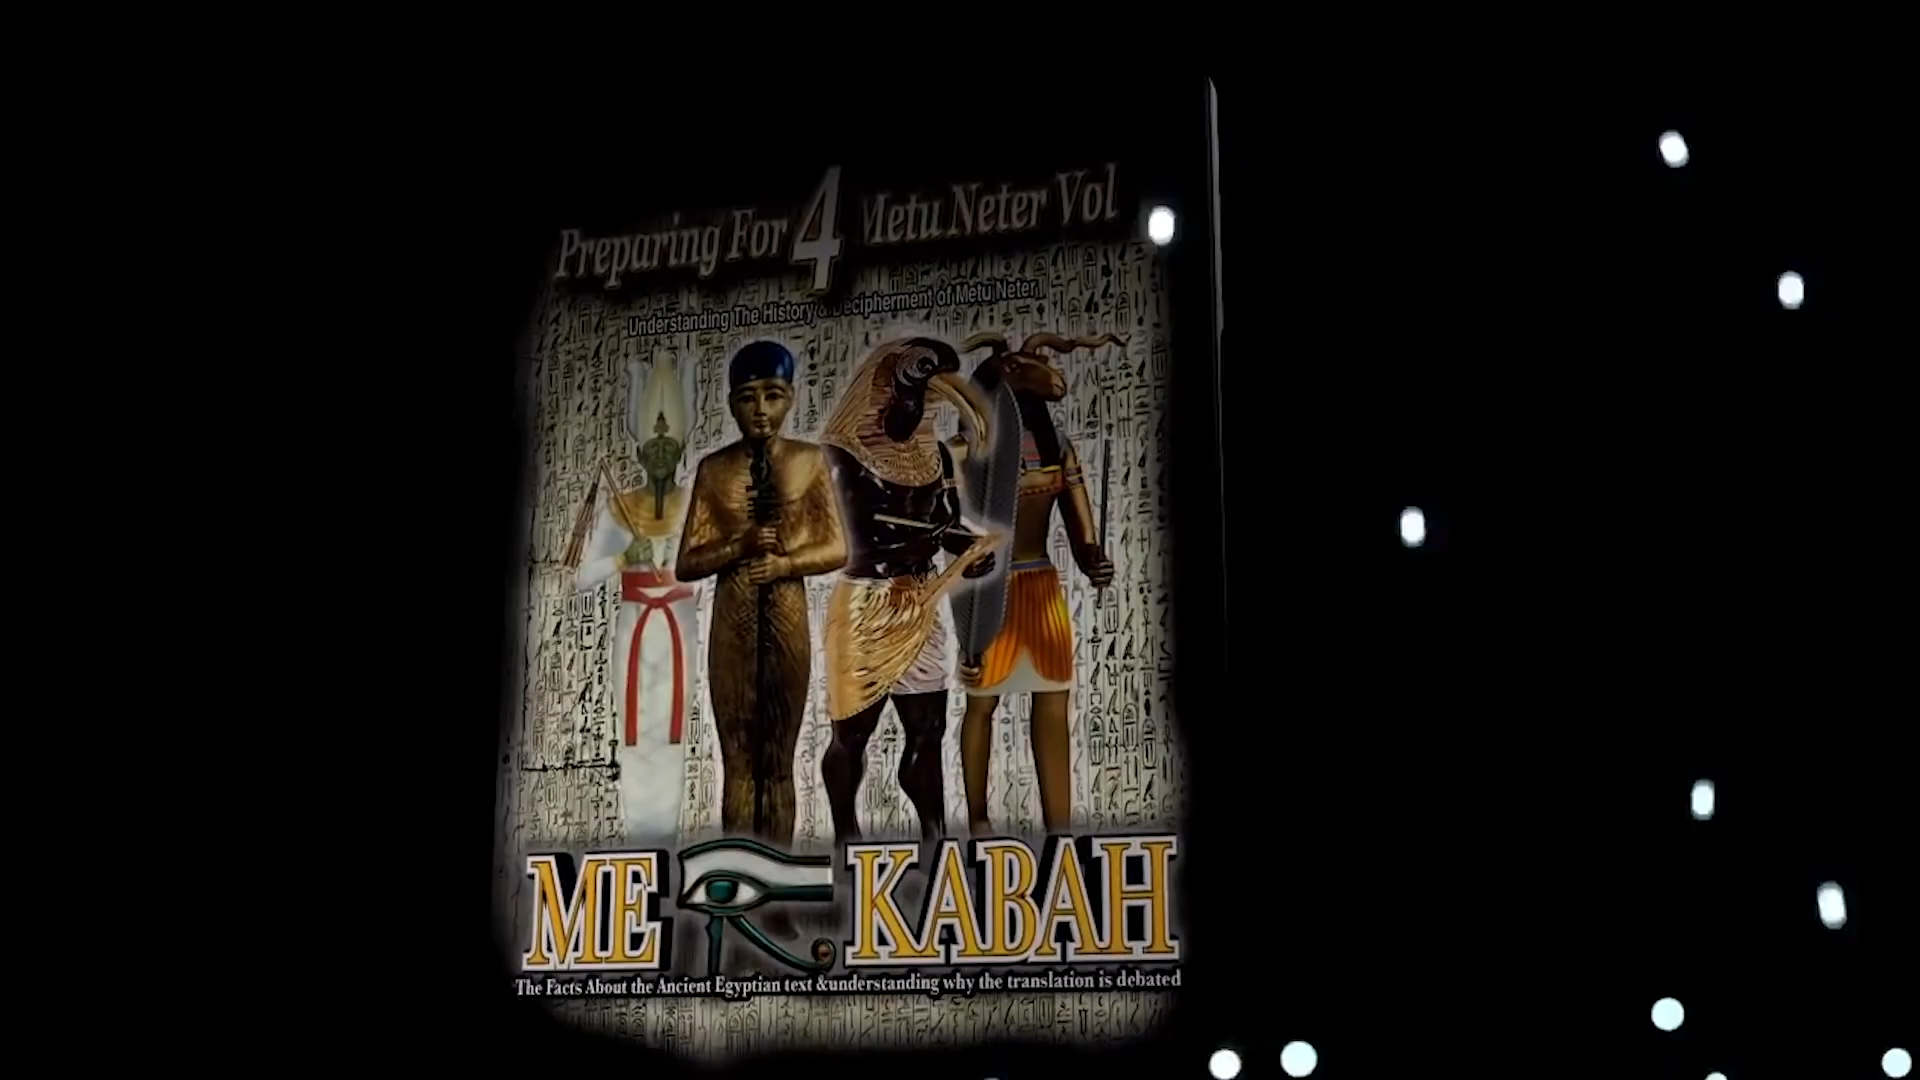 Preparing For 4 Metu Neter Vol
Understanding The History & Decipherment of Metu Neter
ME KABAH
The Facts About the Ancient Egyptian text &understanding why the translation is debated